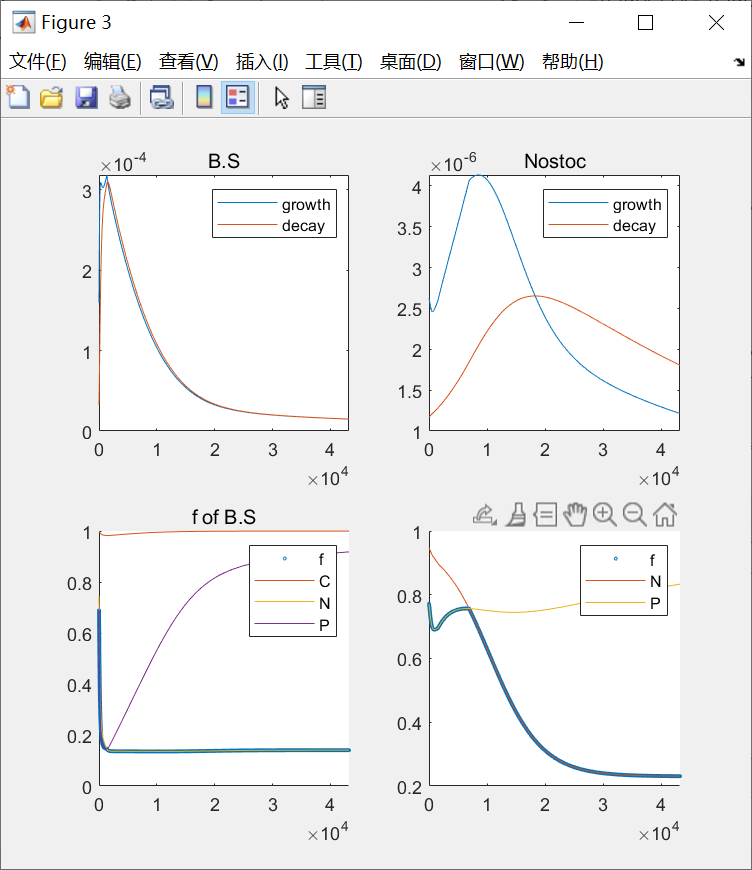 Figure 3
文件(F) 编辑(E) 查看(V) 插入(I) 工具(T) 桌面(D) 窗口(W) 帮助(H)
×10-4
B.S
3
2
1
0
growth
decay
0 1 2 3 4
×10^4
×10-6
Nostoc
4
3.5
3
2.5
2
1.5
1
growth
decay
0 1 2 3 4
×10^4
f of B.S
1
0.8
0.6
0.4
0.2
0
f
C
N
P
0 1 2 3 4
×10^4
1
0.8
0.6
0.4
0.2
f
N
P
0 1 2 3 4
×10^4